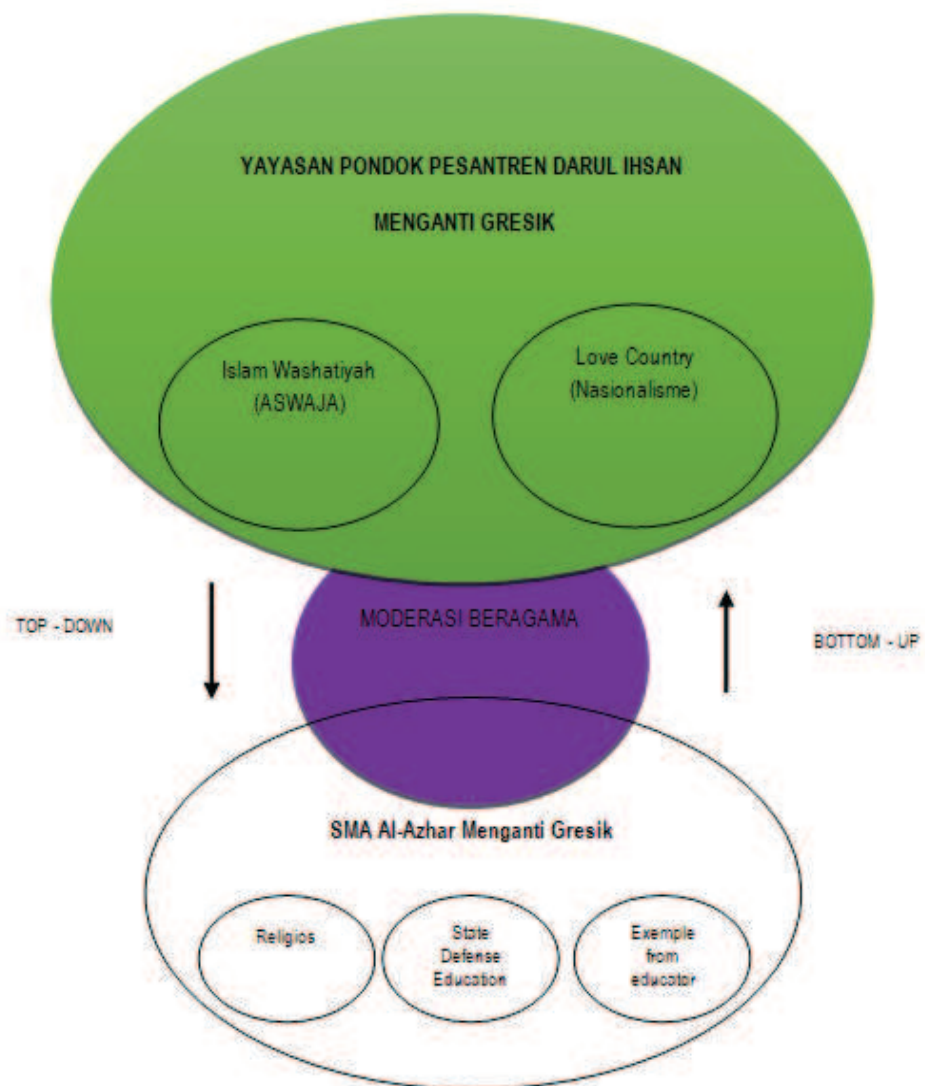 YAYASAN PONDOK PESANTREN DARUL IHSAN
MENGANTI GRESIK
Islam Washatiyah
(ASWAJA)
Love Country
(Nasionalisme)
TOP - DOWN
MODERASI BERAGAMA
BOTTOM - UP
SMA Al-Azhar Menganti Gresik
Religios
State
Defense
Education
Exemple
from
educator